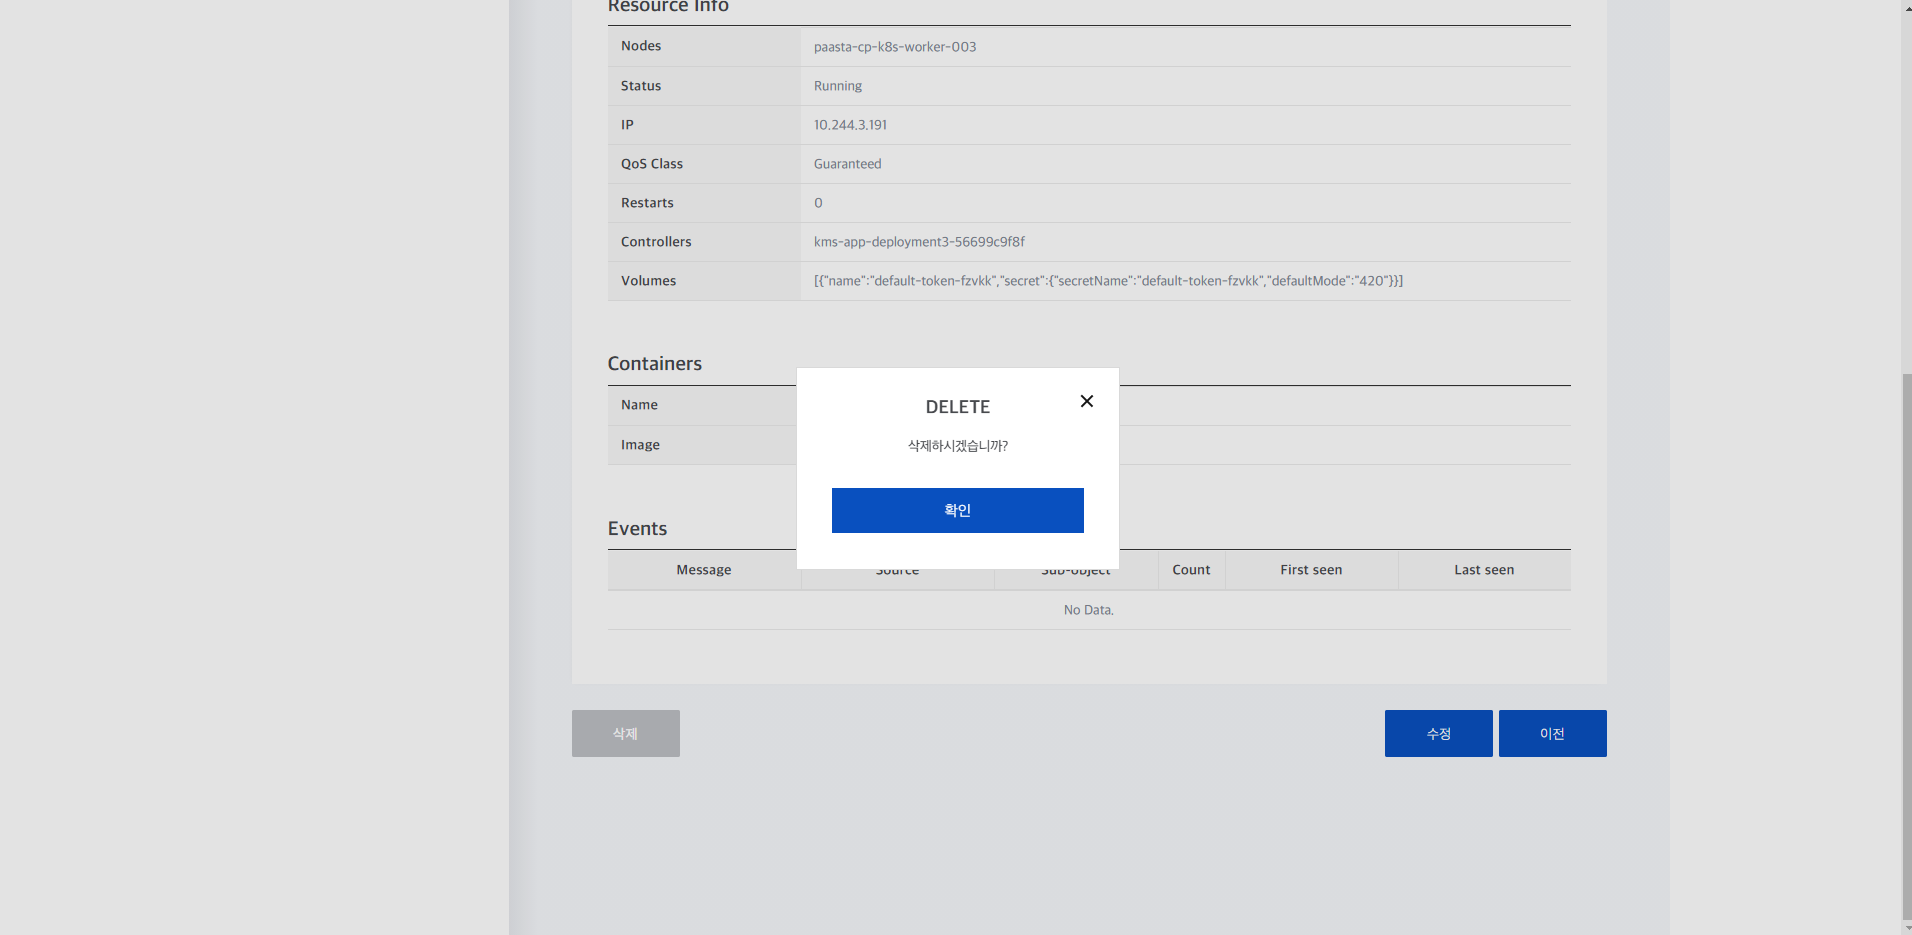 Resource Info
Nodes paasta-cp-k8s-worker-003
Status Running
IP 10.244.3.191
QoS Class Guaranteed
Restarts 0
Controllers kms-app-deployment3-56699c9f8f
Volumes [{"name":"default-token-fzvkk","secret":{"secretName":"default-token-fzvkk","defaultMode":"420"}}]
Containers
Name
Image
DELETE
삭제하시겠습니까?
확인
Events
Message Source Sub-object Count First seen Last seen
No Data.
삭제 수정 이전